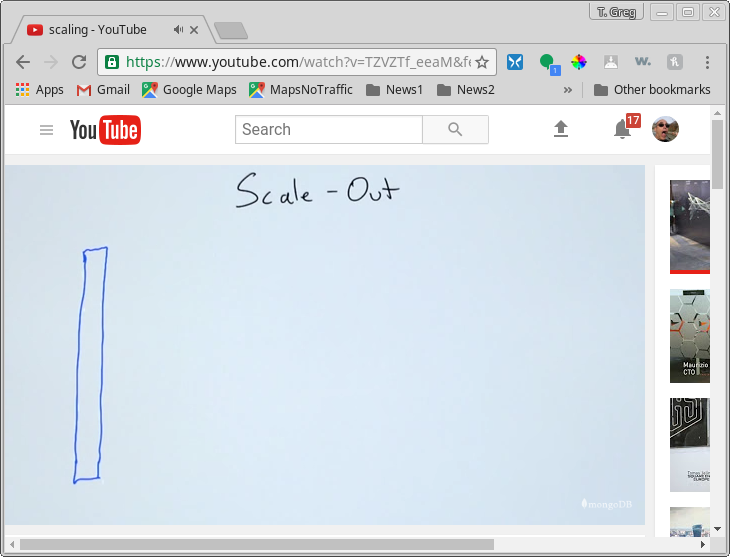 T. Greg
scaling - YouTube
https://www.youtube.com/watch?v=TZVZTf_eeaM&f
Apps Gmail Google Maps MapsNoTraffic News1 News2 » Other bookmarks
1
W.
YouTube
Search
17
Scale - Out
Maurizio
CTO
mongoDB